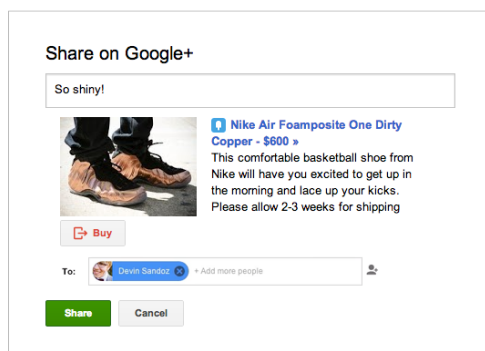 Share on Google+
So shiny!
Nike Air Foamposite One Dirty
Copper - $600 »
This comfortable basketball shoe from
Nike will have you excited to get up in
the morning and lace up your kicks.
Please allow 2-3 weeks for shipping
Buy
To: Devin Sandoz + Add more people
Share Cancel